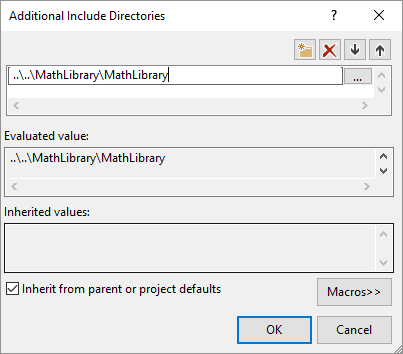 Additional Include Directories
..\..\MathLibrary\MathLibrary
...
Evaluated value:
..\..\MathLibrary\MathLibrary
Inherited values:
Inherit from parent or project defaults
Macros>>
OK
Cancel